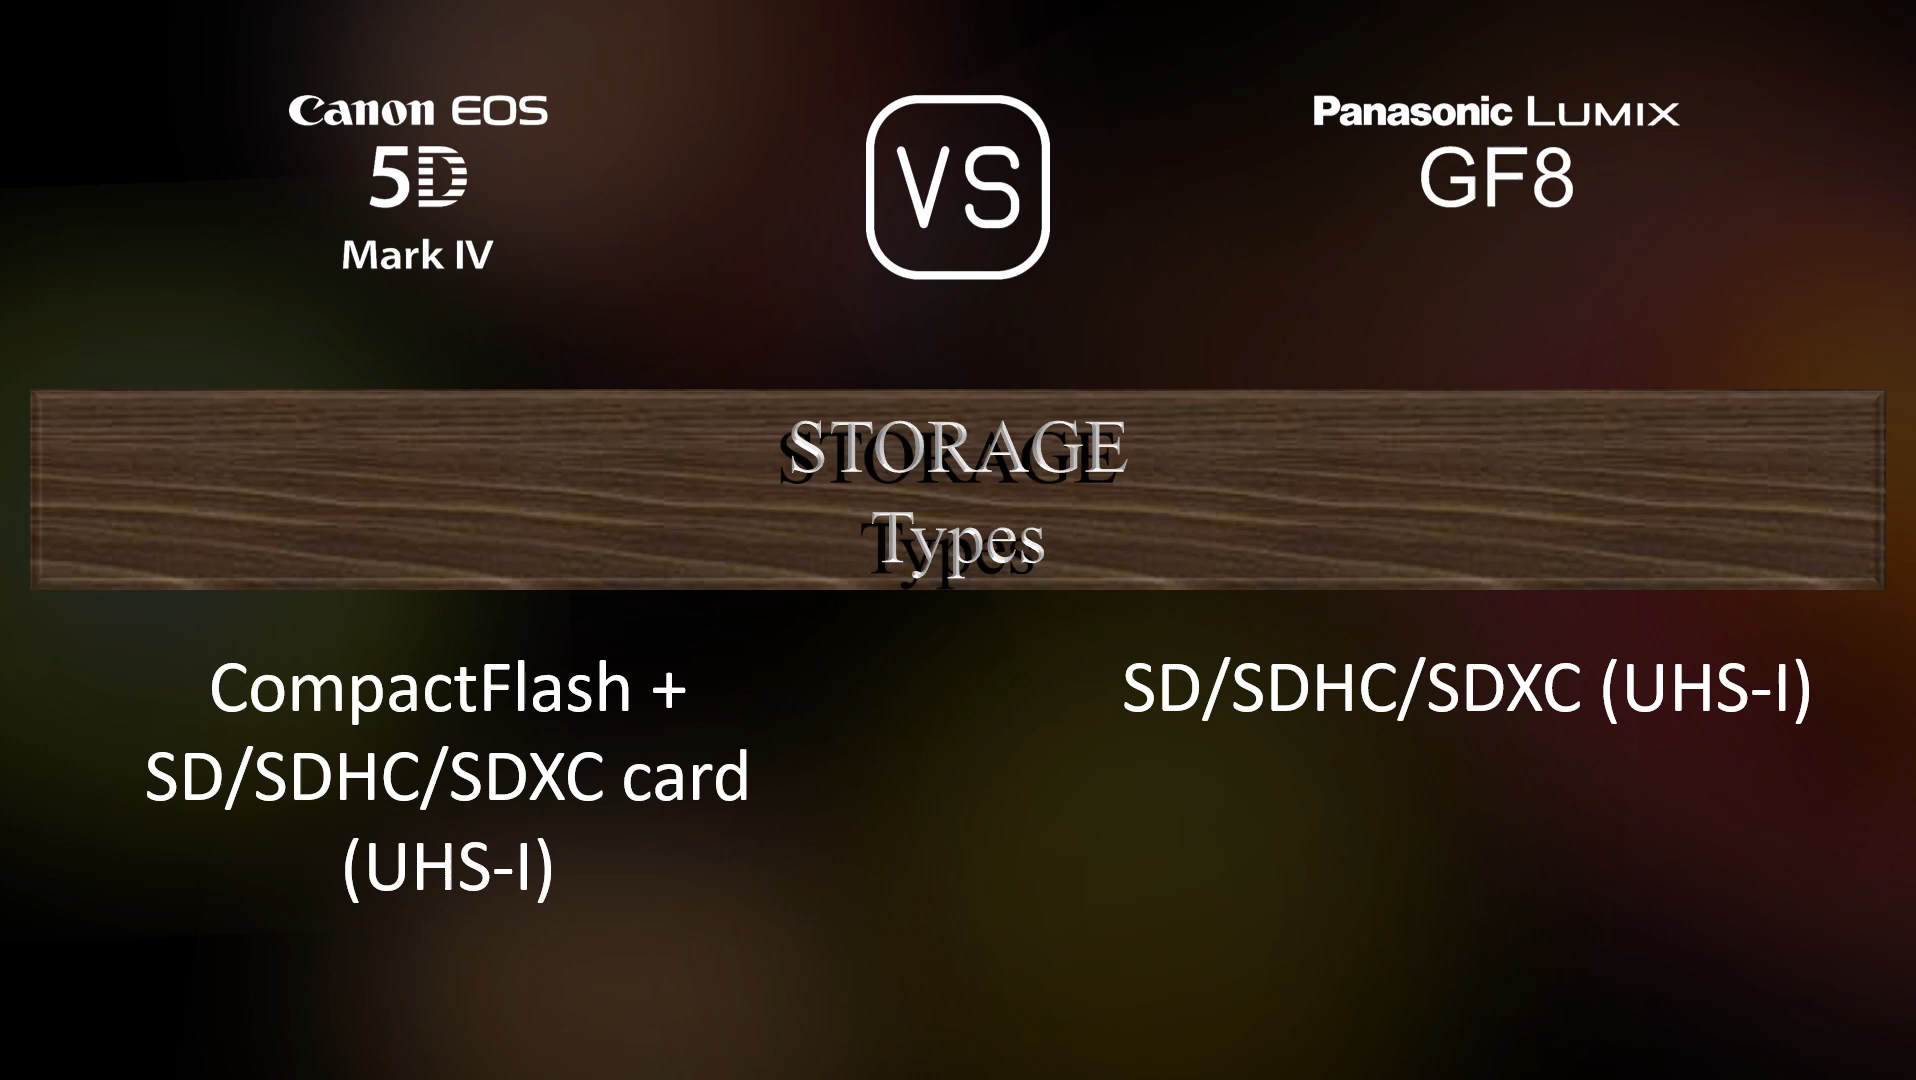 Canon EOS
5D
Mark IV
VS
Panasonic LUMIX
GF8
STORAGE
Types
CompactFlash +
SD/SDHC/SDXC card
(UHS-I)
SD/SDHC/SDXC (UHS-I)